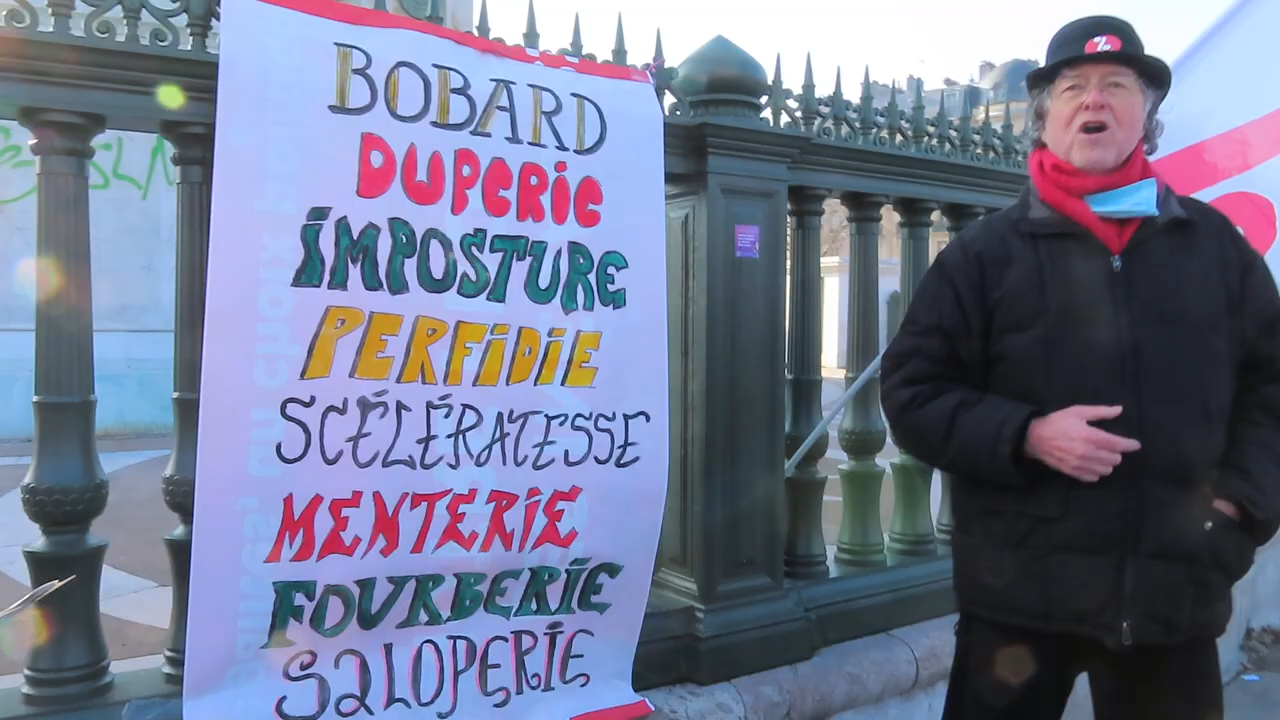 BOBARD
DUPERIE
IMPOSTURE
PERFIDIE
SCÉLÉRATESSE
MENTERIE
FOURBERIE
SALOPERIE
%